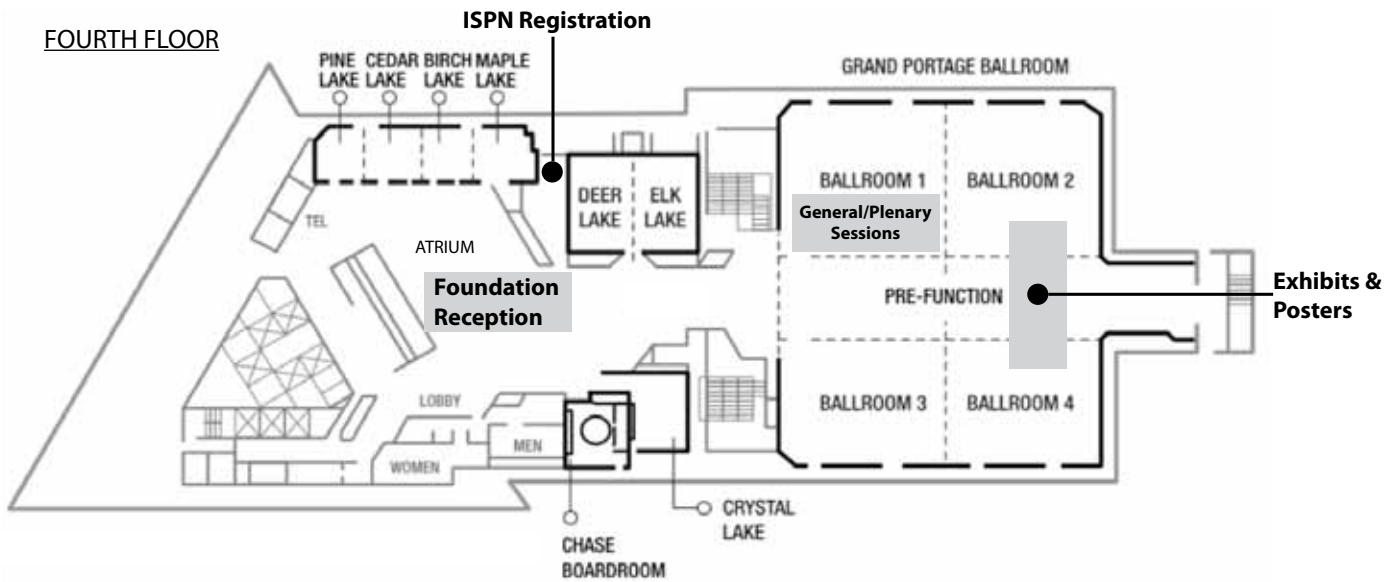 FOURTH FLOOR
ISPN Registration
PINE CEDAR BIRCH MAPLE
LAKE LAKE LAKE LAKE
GRAND PORTAGE BALLROOM
DEER
LAKE
ELK
LAKE
BALLROOM 1
BALLROOM 2
General/Plenary
Sessions
TEL
ATRIUM
Foundation
Reception
PRE-FUNCTION
Exhibits &
Posters
LOBBY
MEN
WOMEN
BALLROOM 3
BALLROOM 4
CRYSTAL
LAKE
CHASE
BOARDROOM